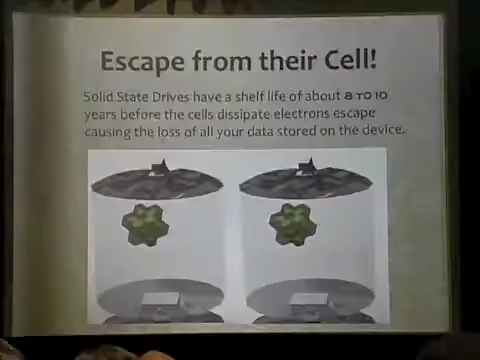 Escape from their Cell!
Solid State Drives have a shelf life of about 8 TO 10
years before the cells dissipate electrons escape
causing the loss of all your data stored on the device.